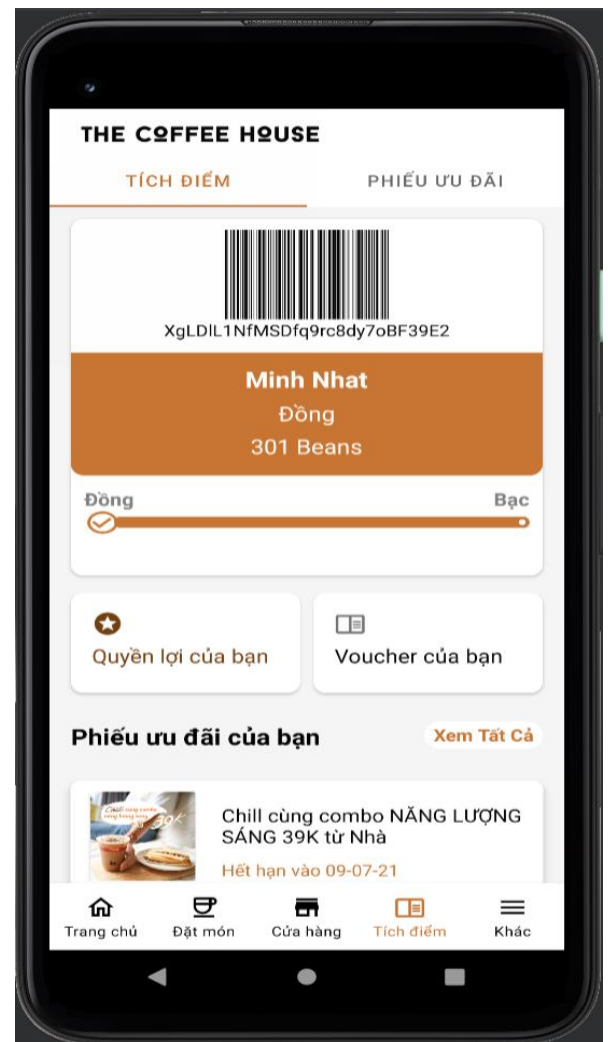 THE COFFEE HOUSE
TÍCH ĐIỂM
PHIẾU ƯU ĐÃI
XgLDlL1NfMSDfq9rc8dy7oBF39E2
Minh Nhat
Đồng
301 Beans
Đồng
Bạc
Quyền lợi của bạn
Voucher của bạn
Phiếu ưu đãi của bạn
Xem Tất Cả
Chill cùng combo NĂNG LƯỢNG
SÁNG 39K từ Nhà
Hết hạn vào 09-07-21
39K
Trang chủ
Đặt món
Cửa hàng
Tích điểm
Khác